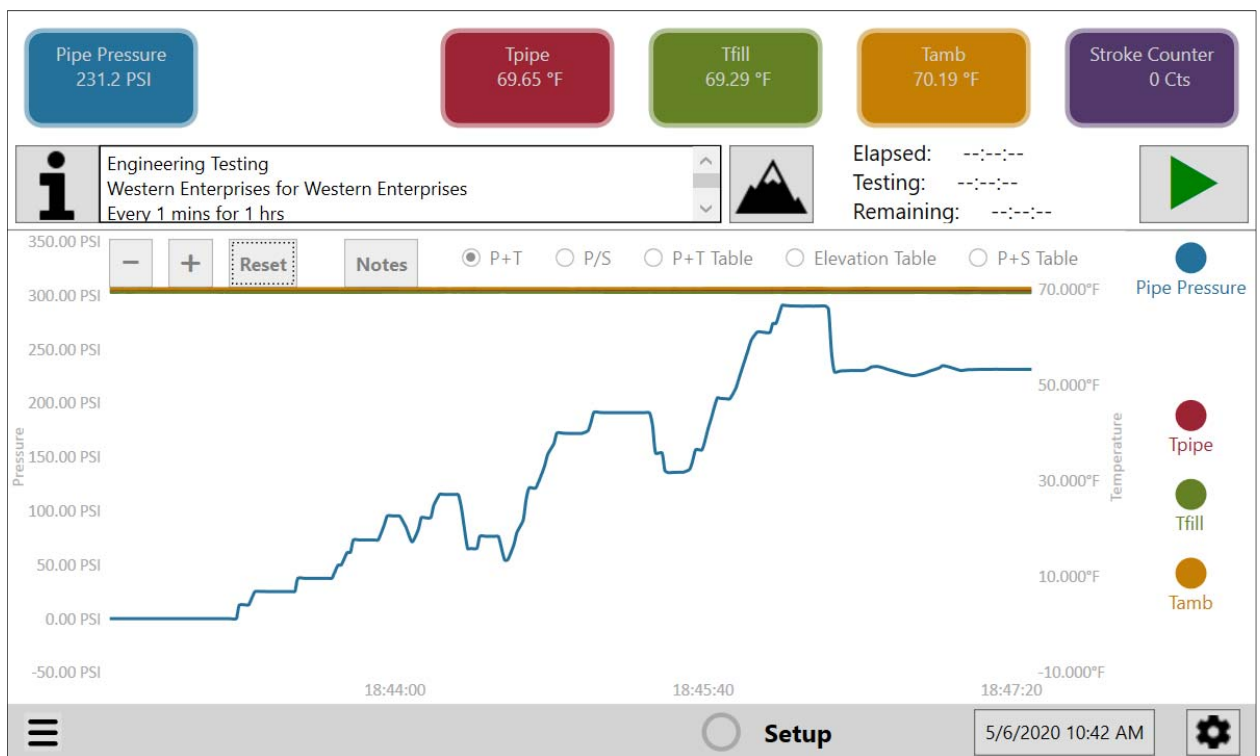 Pipe Pressure
231.2 PSI
Tpipe
69.65 °F
Tfill
69.29 °F
Tamb
70.19 °F
Stroke Counter
0 Cts
Engineering Testing
Western Enterprises for Western Enterprises
Every 1 mins for 1 hrs
Elapsed: --:--:--
Testing: --:--:--
Remaining: --:--:--
350.00 PSI
300.00 PSI
250.00 PSI
200.00 PSI
150.00 PSI
100.00 PSI
50.00 PSI
0.00 PSI
-50.00 PSI
Pressure
− + Reset Notes P+T P/S P+T Table Elevation Table P+S Table
70.000°F
50.000°F
30.000°F
10.000°F
-10.000°F
Temperature
18:44:00 18:45:40 18:47:20
Pipe Pressure
Tpipe
Tfill
Tamb
Setup
5/6/2020 10:42 AM